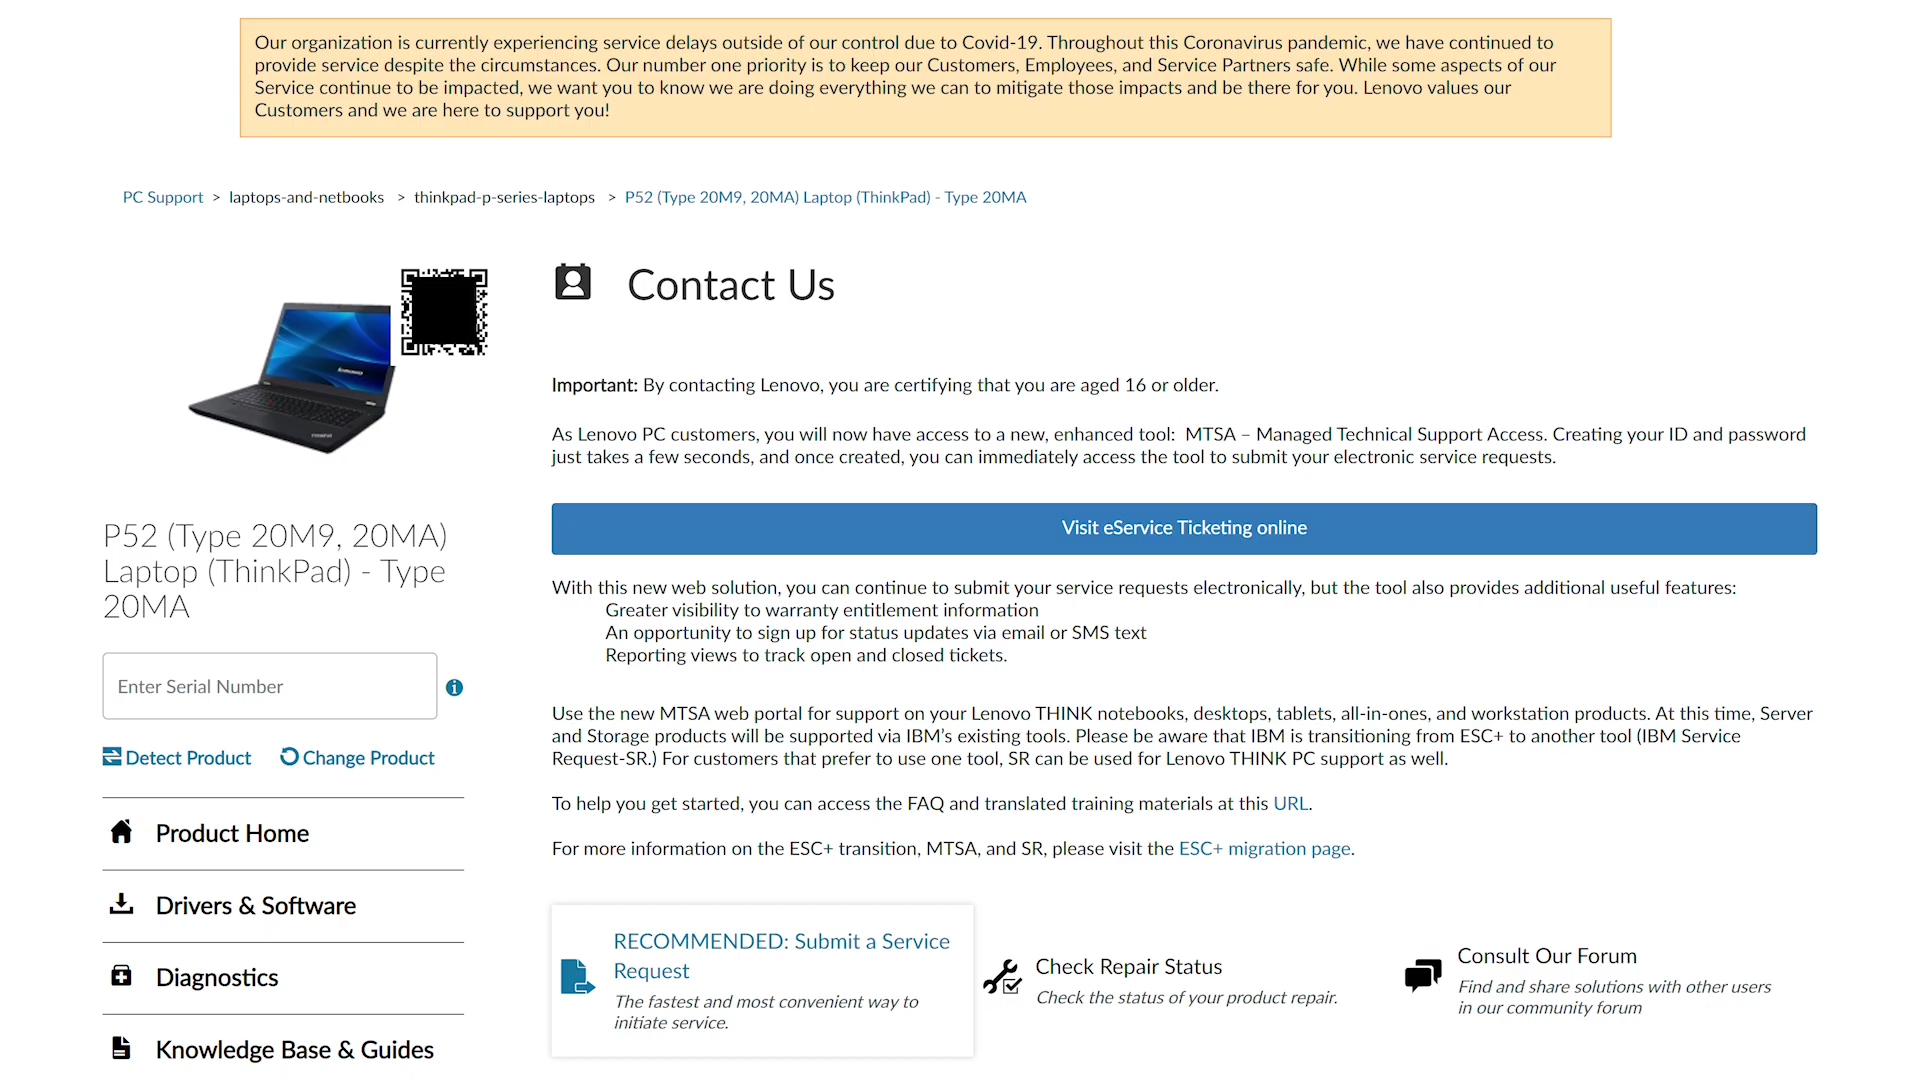 Our organization is currently experiencing service delays outside of our control due to Covid-19. Throughout this Coronavirus pandemic, we have continued to
provide service despite the circumstances. Our number one priority is to keep our Customers, Employees, and Service Partners safe. While some aspects of our
Service continue to be impacted, we want you to know we are doing everything we can to mitigate those impacts and be there for you. Lenovo values our
Customers and we are here to support you!
PC Support > laptops-and-netbooks > thinkpad-p-series-laptops > P52 (Type 20M9, 20MA) Laptop (ThinkPad) - Type 20MA
lenovo
ThinkPad
P52 (Type 20M9, 20MA)
Laptop (ThinkPad) - Type
20MA
Enter Serial Number
Detect Product Change Product
Product Home
Drivers & Software
Diagnostics
Knowledge Base & Guides
Contact Us
Important: By contacting Lenovo, you are certifying that you are aged 16 or older.
As Lenovo PC customers, you will now have access to a new, enhanced tool: MTSA – Managed Technical Support Access. Creating your ID and password
just takes a few seconds, and once created, you can immediately access the tool to submit your electronic service requests.
Visit eService Ticketing online
With this new web solution, you can continue to submit your service requests electronically, but the tool also provides additional useful features:
Greater visibility to warranty entitlement information
An opportunity to sign up for status updates via email or SMS text
Reporting views to track open and closed tickets.
Use the new MTSA web portal for support on your Lenovo THINK notebooks, desktops, tablets, all-in-ones, and workstation products. At this time, Server
and Storage products will be supported via IBM’s existing tools. Please be aware that IBM is transitioning from ESC+ to another tool (IBM Service
Request-SR.) For customers that prefer to use one tool, SR can be used for Lenovo THINK PC support as well.
To help you get started, you can access the FAQ and translated training materials at this URL.
For more information on the ESC+ transition, MTSA, and SR, please visit the ESC+ migration page.
RECOMMENDED: Submit a Service
Request
The fastest and most convenient way to
initiate service.
Check Repair Status
Check the status of your product repair.
Consult Our Forum
Find and share solutions with other users
in our community forum